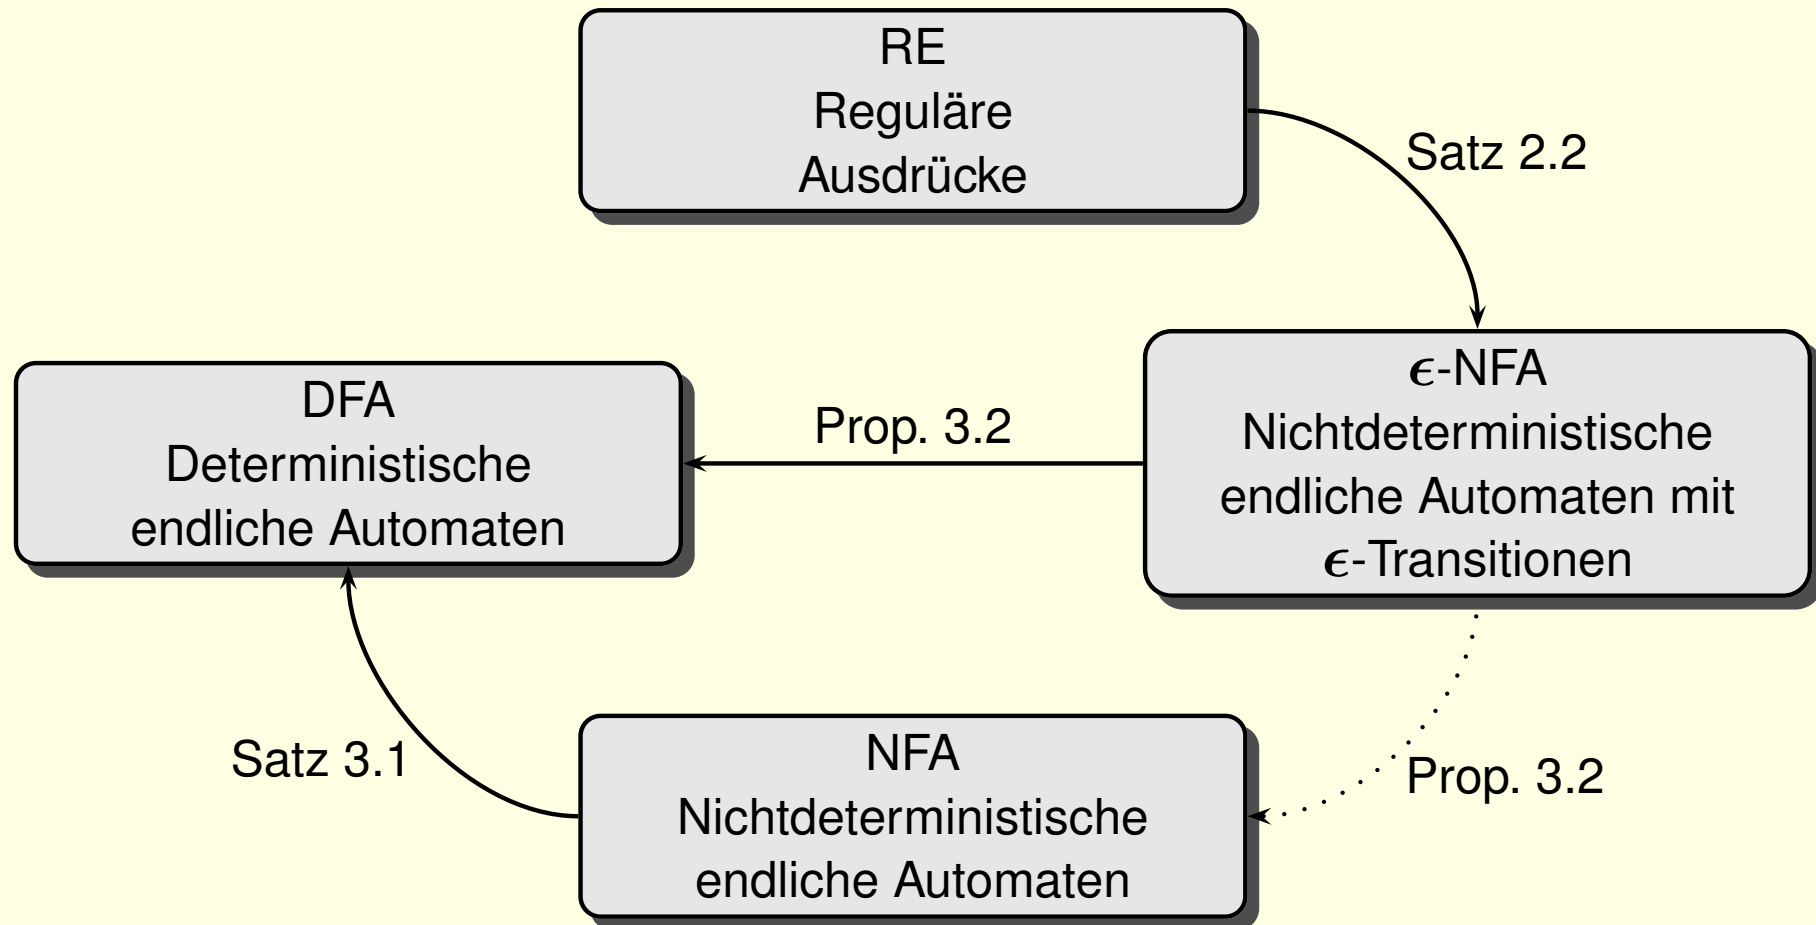 RE
Reguläre
Ausdrücke
Satz 2.2
ϵ-NFA
Nichtdeterministische
endliche Automaten mit
ϵ-Transitionen
Prop. 3.2
DFA
Deterministische
endliche Automaten
Satz 3.1
NFA
Nichtdeterministische
endliche Automaten
Prop. 3.2